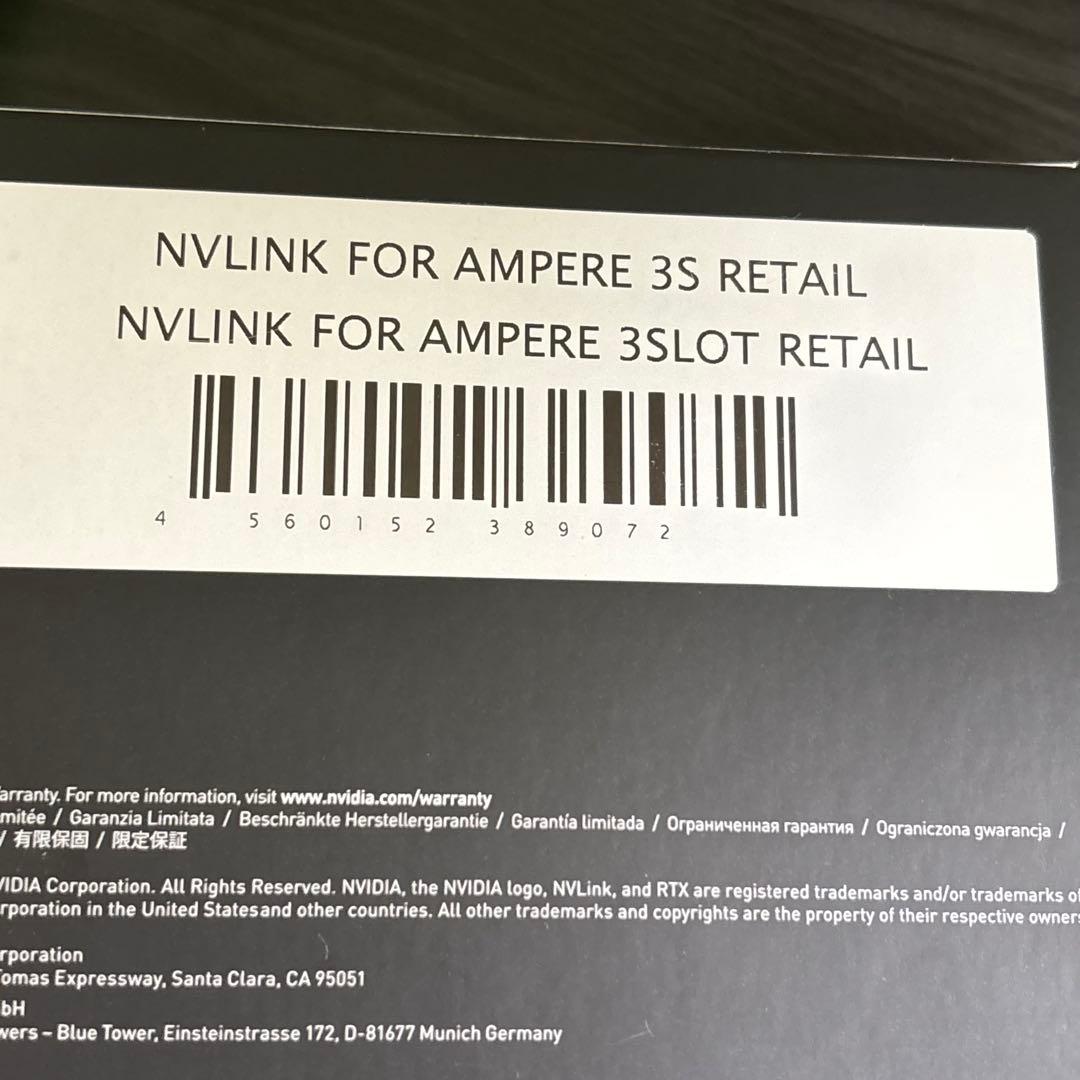 NVLINK FOR AMPERE 3S RETAIL
NVLINK FOR AMPERE 3SLOT RETAIL
4 560152 389072
arranty. For more information, visit www.nvidia.com/warranty
mitée / Garanzia Limitata / Beschränkte Herstellergarantie / Garantía limitada / Ограниченная гарантия / Ograniczona gwarancja /
/ 有限保固 / 限定保証
VIDIA Corporation. All Rights Reserved. NVIDIA, the NVIDIA logo, NVLink, and RTX are registered trademarks and/or trademarks of
rporation in the United States and other countries. All other trademarks and copyrights are the property of their respective owners
rporation
omas Expressway, Santa Clara, CA 95051
bH
wers – Blue Tower, Einsteinstrasse 172, D-81677 Munich Germany